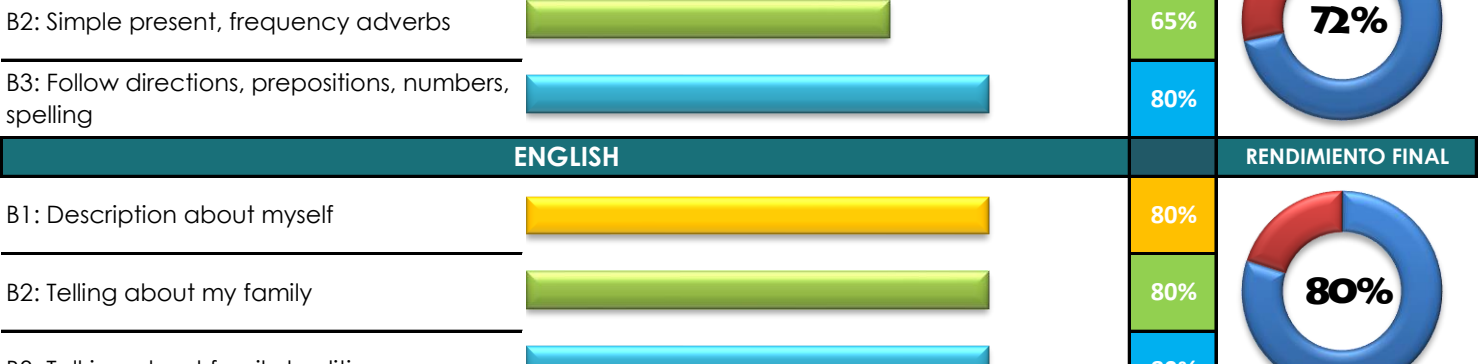 B2: Simple present, frequency adverbs
65%
72%
B3: Follow directions, prepositions, numbers,
spelling
80%
ENGLISH
RENDIMIENTO FINAL
B1: Description about myself
80%
B2: Telling about my family
80%
80%